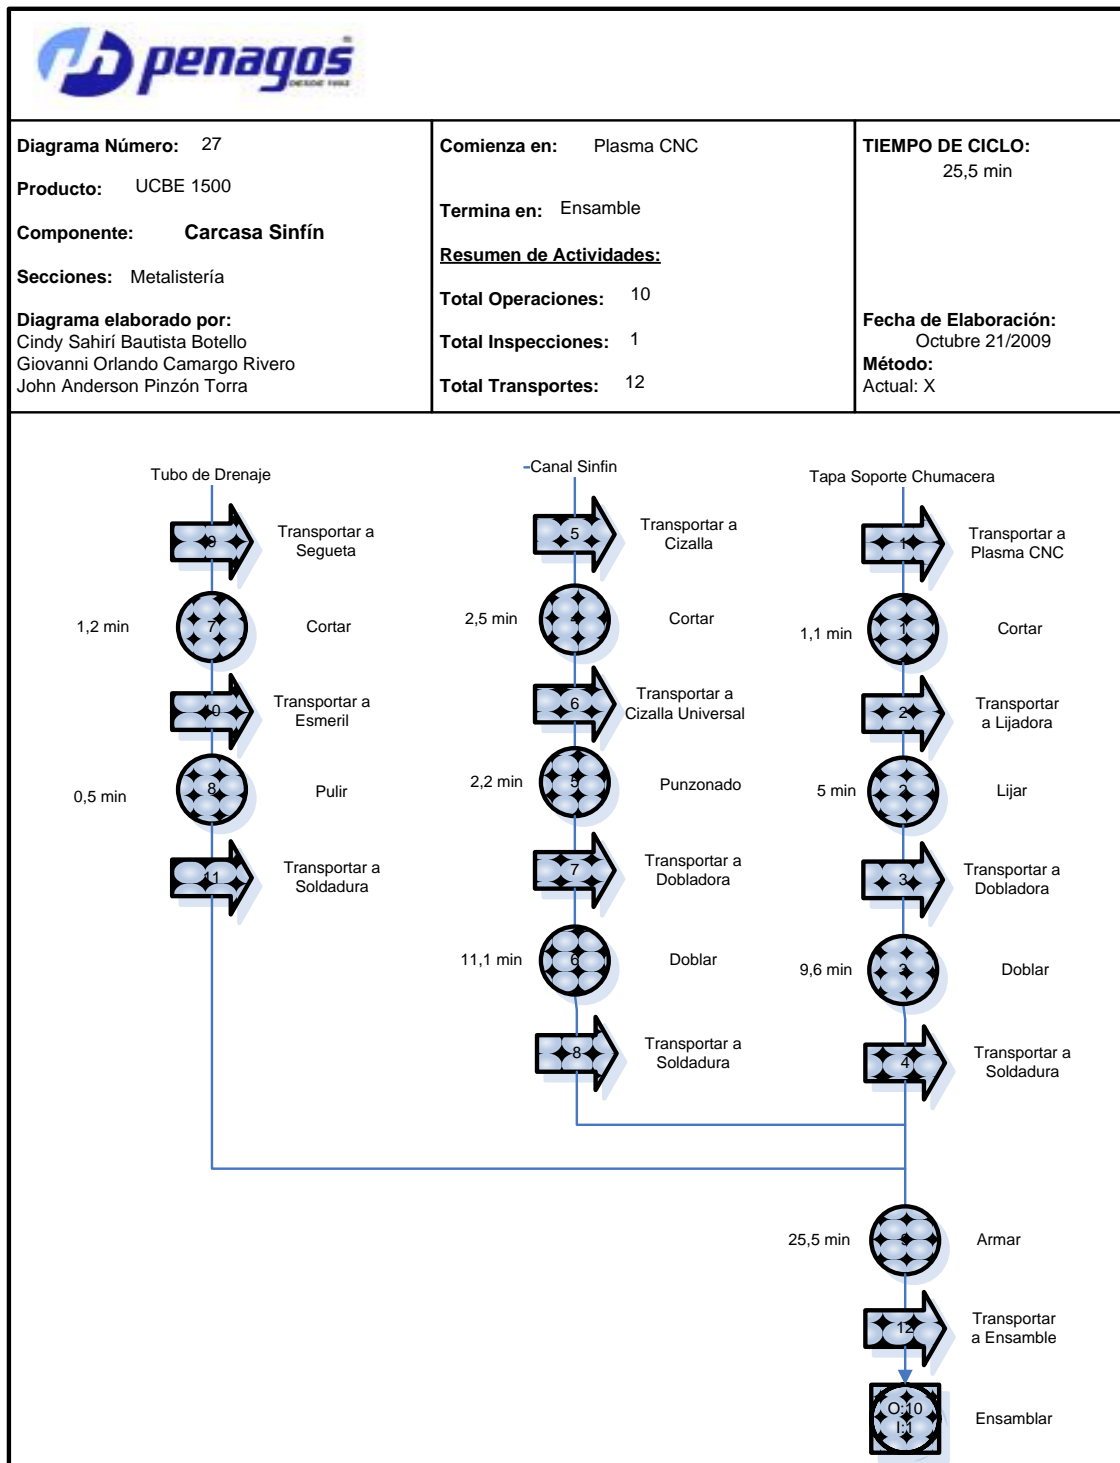 penagos
DESDE 1892
Diagrama Número: 27
Producto: UCBE 1500
Componente: Carcasa Sinfín
Secciones: Metalistería
Diagrama elaborado por:
Cindy Sahirí Bautista Botello
Giovanni Orlando Camargo Rivero
John Anderson Pinzón Torra
Comienza en: Plasma CNC
Termina en: Ensamble
Resumen de Actividades:
Total Operaciones: 10
Total Inspecciones: 1
Total Transportes: 12
TIEMPO DE CICLO:
25,5 min
Fecha de Elaboración:
Octubre 21/2009
Método:
Actual: X
Tubo de Drenaje
9
Transportar a
Segueta
1,2 min
7
Cortar
10
Transportar a
Esmeril
0,5 min
8
Pulir
11
Transportar a
Soldadura
Canal Sinfin
5
Transportar a
Cizalla
2,5 min
4
Cortar
6
Transportar a
Cizalla Universal
2,2 min
5
Punzonado
7
Transportar a
Dobladora
11,1 min
6
Doblar
8
Transportar a
Soldadura
Tapa Soporte Chumacera
1
Transportar a
Plasma CNC
1,1 min
1
Cortar
2
Transportar
a Lijadora
5 min
2
Lijar
3
Transportar a
Dobladora
9,6 min
3
Doblar
4
Transportar a
Soldadura
25,5 min
9
Armar
12
Transportar
a Ensamble
O:10
I:1
Ensamblar